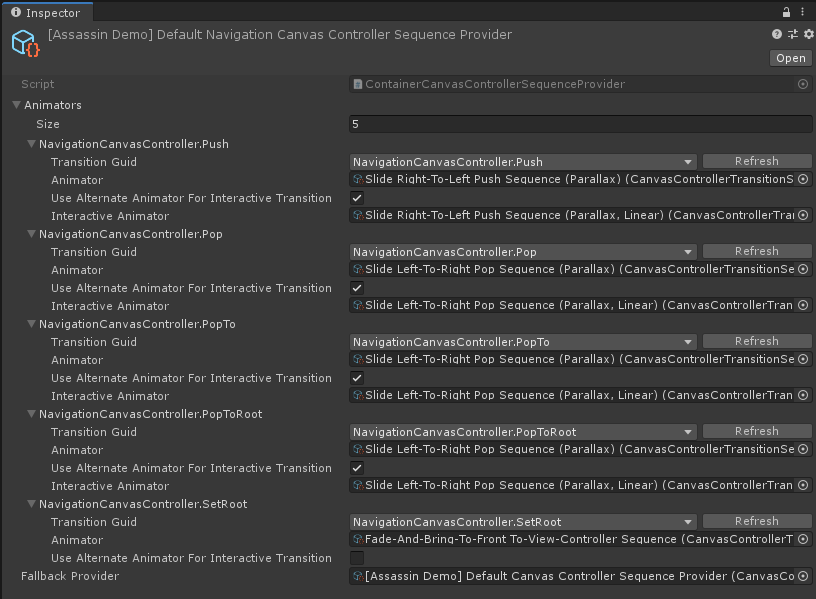 Inspector
[Assassin Demo] Default Navigation Canvas Controller Sequence Provider
Open
Script ContainerCanvasControllerSequenceProvider
Animators
Size 5
NavigationCanvasController.Push
Transition Guid NavigationCanvasController.Push Refresh
Animator Slide Right-To-Left Push Sequence (Parallax) (CanvasControllerTransitionS
Use Alternate Animator For Interactive Transition
Interactive Animator Slide Right-To-Left Push Sequence (Parallax, Linear) (CanvasControllerTra
NavigationCanvasController.Pop
Transition Guid NavigationCanvasController.Pop Refresh
Animator Slide Left-To-Right Pop Sequence (Parallax) (CanvasControllerTransitionSe
Use Alternate Animator For Interactive Transition
Interactive Animator Slide Left-To-Right Pop Sequence (Parallax, Linear) (CanvasControllerTran
NavigationCanvasController.PopTo
Transition Guid NavigationCanvasController.PopTo Refresh
Animator Slide Left-To-Right Pop Sequence (Parallax) (CanvasControllerTransitionSe
Use Alternate Animator For Interactive Transition
Interactive Animator Slide Left-To-Right Pop Sequence (Parallax, Linear) (CanvasControllerTran
NavigationCanvasController.PopToRoot
Transition Guid NavigationCanvasController.PopToRoot Refresh
Animator Slide Left-To-Right Pop Sequence (Parallax) (CanvasControllerTransitionSe
Use Alternate Animator For Interactive Transition
Interactive Animator Slide Left-To-Right Pop Sequence (Parallax, Linear) (CanvasControllerTran
NavigationCanvasController.SetRoot
Transition Guid NavigationCanvasController.SetRoot Refresh
Animator Fade-And-Bring-To-Front To-View-Controller Sequence (CanvasControllerT
Use Alternate Animator For Interactive Transition
Fallback Provider [Assassin Demo] Default Canvas Controller Sequence Provider (CanvasCo